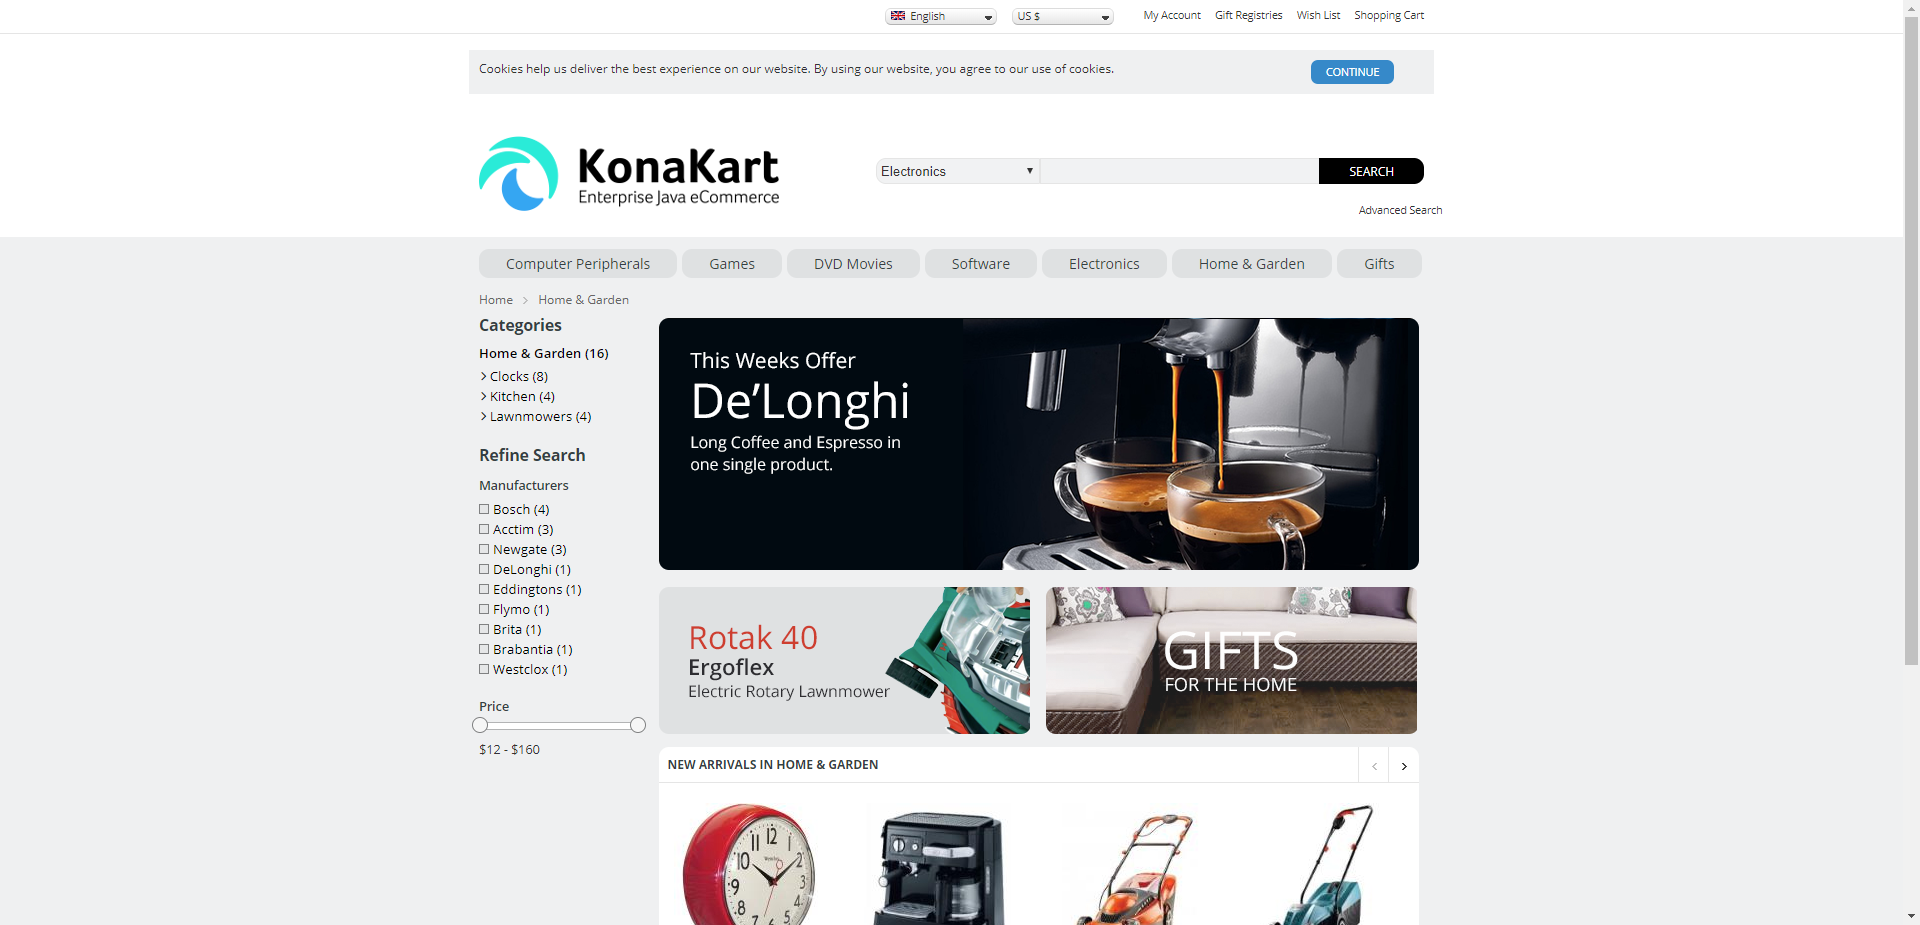 English
US $
My Account
Gift Registries
Wish List
Shopping Cart
Cookies help us deliver the best experience on our website. By using our website, you agree to our use of cookies.
CONTINUE
KonaKart
Enterprise Java eCommerce
Electronics
SEARCH
Advanced Search
Computer Peripherals
Games
DVD Movies
Software
Electronics
Home & Garden
Gifts
Home > Home & Garden
Categories
Home & Garden (16)
Clocks (8)
Kitchen (4)
Lawnmowers (4)
Refine Search
Manufacturers
Bosch (4)
Acctim (3)
Newgate (3)
DeLonghi (1)
Eddingtons (1)
Flymo (1)
Brita (1)
Brabantia (1)
Westclox (1)
Price
$12 - $160
This Weeks Offer
De’Longhi
Long Coffee and Espresso in
one single product.
Rotak 40
Ergoflex
Electric Rotary Lawnmower
GIFTS
FOR THE HOME
NEW ARRIVALS IN HOME & GARDEN